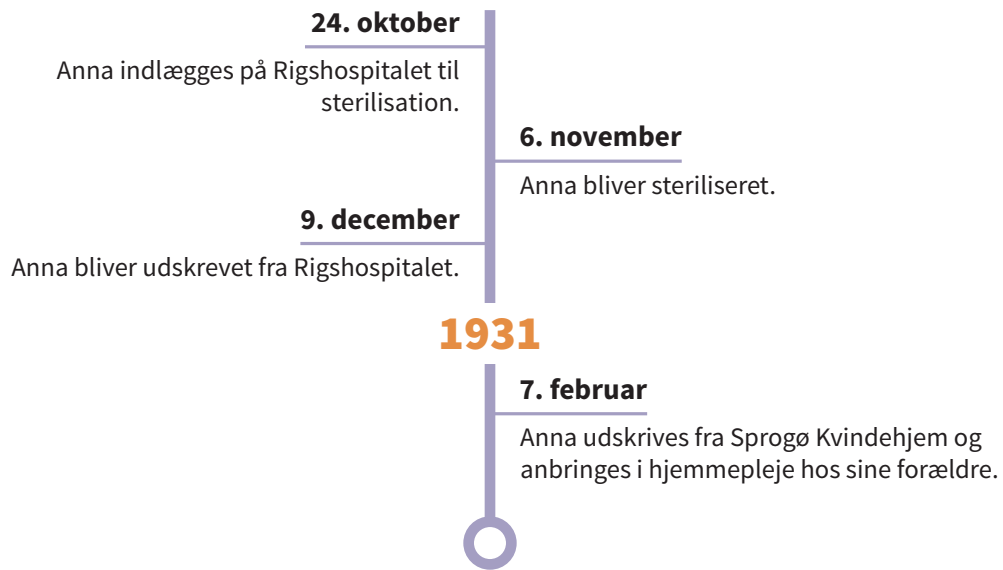 24. oktober
Anna indlægges på Rigshospitalet til
sterilisation.
6. november
Anna bliver steriliseret.
9. december
Anna bliver udskrevet fra Rigshospitalet.
1931
7. februar
Anna udskrives fra Sprogø Kvindehjem og
anbringes i hjemmepleje hos sine forældre.